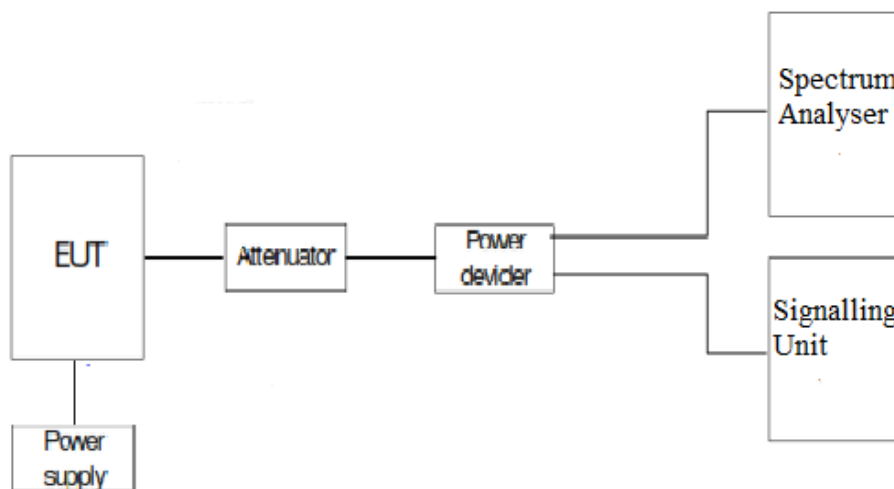 Spectrum
Analyser
EUT
Attenuator
Power
devider
Signalling
Unit
Power
supply